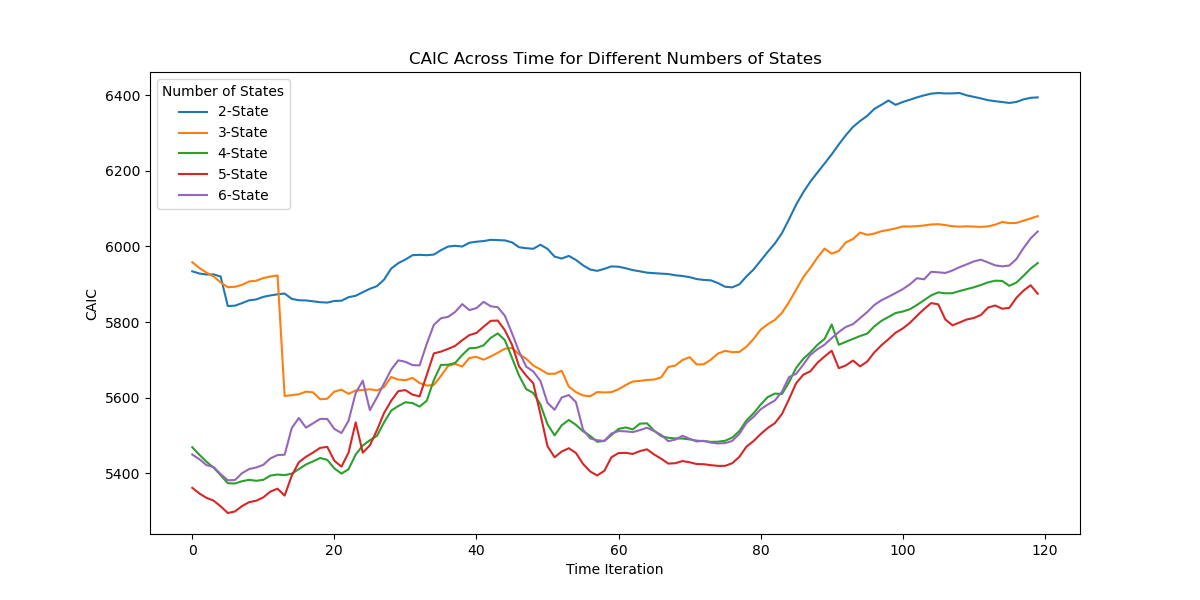 CAIC Across Time for Different Numbers of States
Number of States
2-State
3-State
4-State
5-State
6-State
6400
6200
6000
5800
5600
5400
CAIC
0 20 40 60 80 100 120
Time Iteration